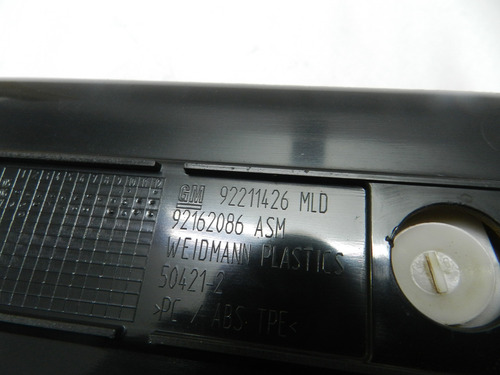 GM 92211426 MLD
92162086 ASM
WEIDMANN PLASTICS
50421-2
>PC / ABS TPE<